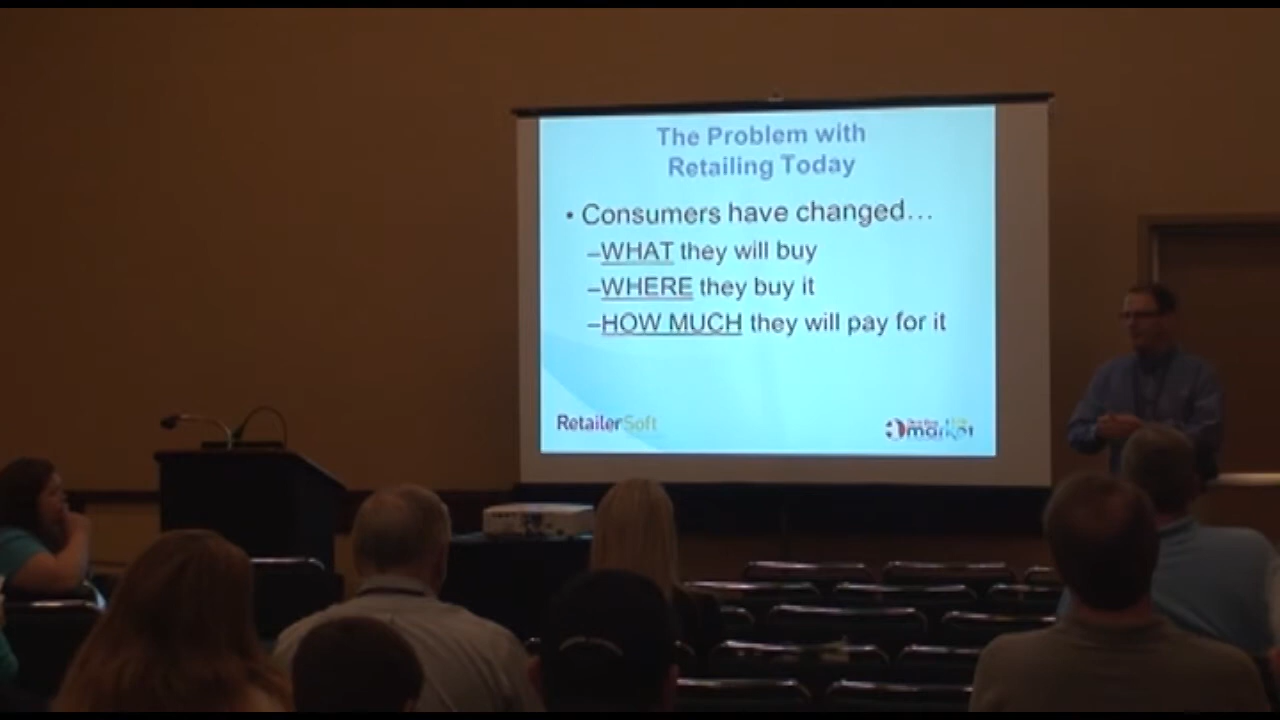 The Problem with
Retailing Today
• Consumers have changed…
–WHAT they will buy
–WHERE they buy it
–HOW MUCH they will pay for it
RetailerSoft
market